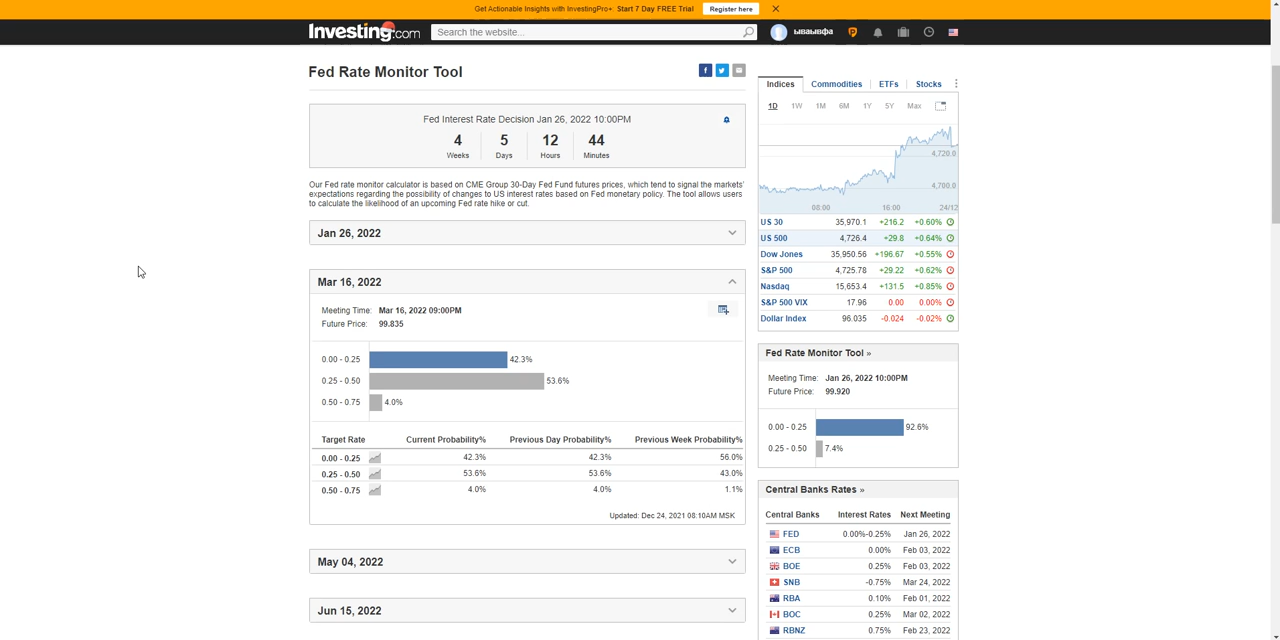 Get Actionable Insights with InvestingPro+: Start 7 Day FREE Trial Register here
Investing.com Search the website... ываывфа
Fed Rate Monitor Tool
Fed Interest Rate Decision Jan 26, 2022 10:00PM
4 5 12 44
Weeks Days Hours Minutes
Our Fed rate monitor calculator is based on CME Group 30-Day Fed Fund futures prices, which tend to signal the markets'
expectations regarding the possibility of changes to US interest rates based on Fed monetary policy. The tool allows users
to calculate the likelihood of an upcoming Fed rate hike or cut.
Jan 26, 2022
Mar 16, 2022
Meeting Time: Mar 16, 2022 09:00PM
Future Price: 99.835
0.00 - 0.25 42.3%
0.25 - 0.50 53.6%
0.50 - 0.75 4.0%
Target Rate Current Probability% Previous Day Probability% Previous Week Probability%
0.00 - 0.25 42.3% 42.3% 56.0%
0.25 - 0.50 53.6% 53.6% 43.0%
0.50 - 0.75 4.0% 4.0% 1.1%
Updated: Dec 24, 2021 08:10AM MSK
May 04, 2022
Jun 15, 2022
Indices Commodities ETFs Stocks
1D 1W 1M 6M 1Y 5Y Max
4,720.0
4,700.0
08:00 16:00 24/12
US 30 35,970.1 +216.2 +0.60%
US 500 4,726.4 +29.8 +0.64%
Dow Jones 35,950.56 +196.67 +0.55%
S&P 500 4,725.78 +29.22 +0.62%
Nasdaq 15,653.4 +131.5 +0.85%
S&P 500 VIX 17.96 0.00 0.00%
Dollar Index 96.035 -0.024 -0.02%
Fed Rate Monitor Tool »
Meeting Time: Jan 26, 2022 10:00PM
Future Price: 99.920
0.00 - 0.25 92.6%
0.25 - 0.50 7.4%
Central Banks Rates »
Central Banks Interest Rates Next Meeting
FED 0.00%-0.25% Jan 26, 2022
ECB 0.00% Feb 03, 2022
BOE 0.25% Feb 03, 2022
SNB -0.75% Mar 24, 2022
RBA 0.10% Feb 01, 2022
BOC 0.25% Mar 02, 2022
RBNZ 0.75% Feb 23, 2022